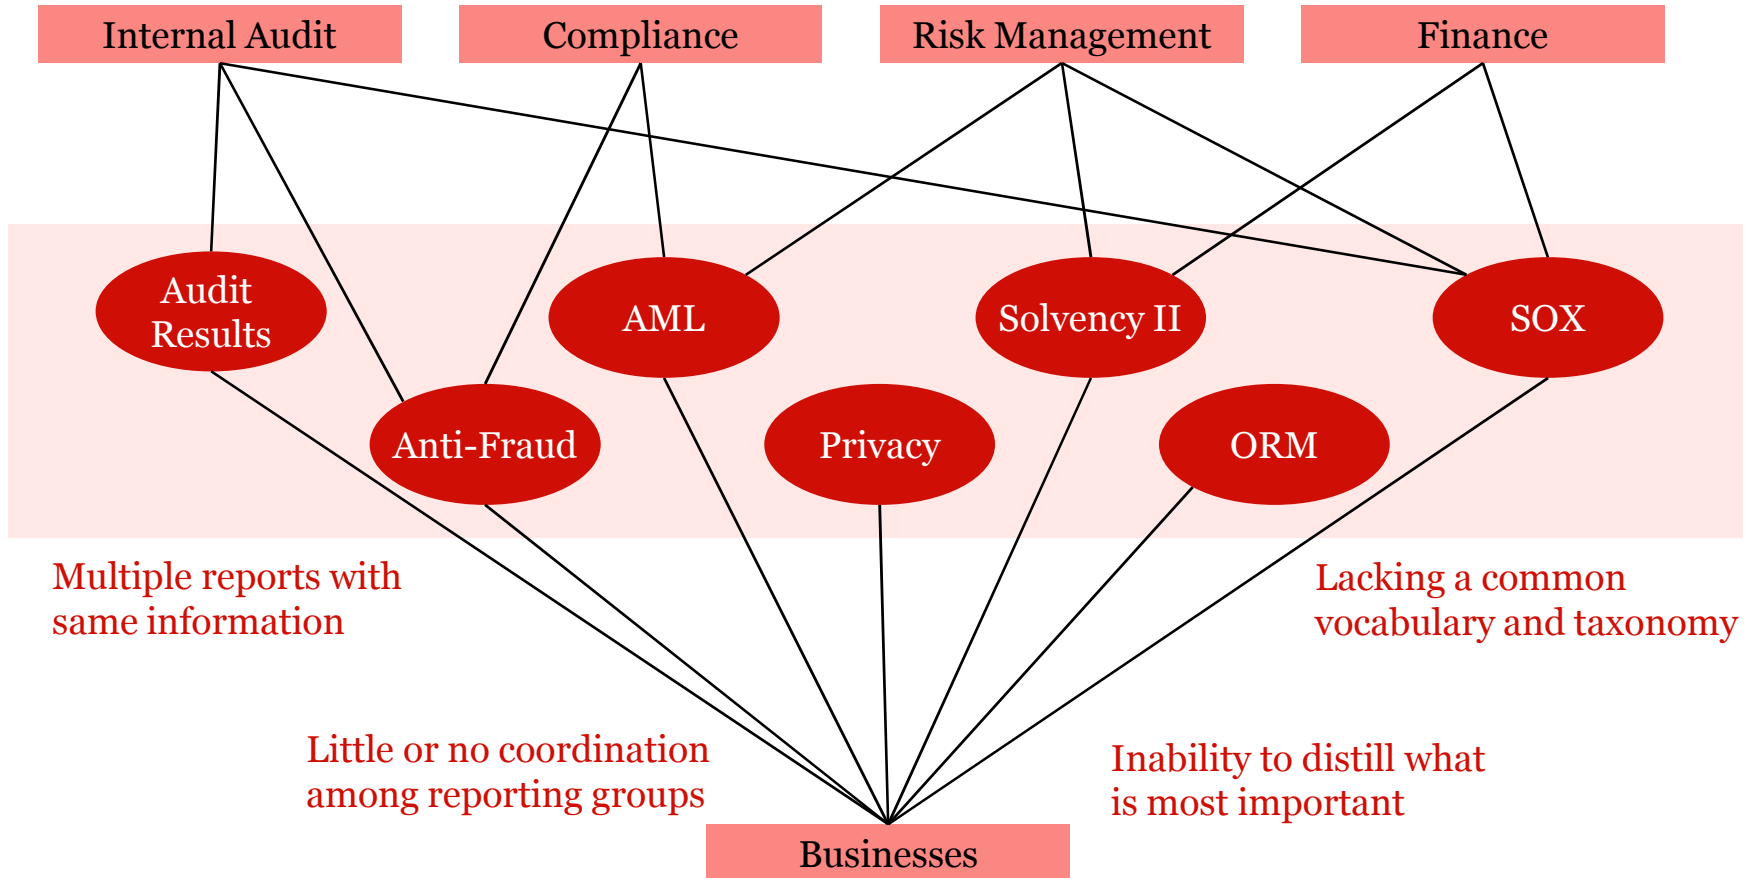 Internal Audit
Compliance
Risk Management
Finance
Audit
Results
AML
Solvency II
SOX
Anti-Fraud
Privacy
ORM
Multiple reports with
same information
Lacking a common
vocabulary and taxonomy
Little or no coordination
among reporting groups
Inability to distill what
is most important
Businesses